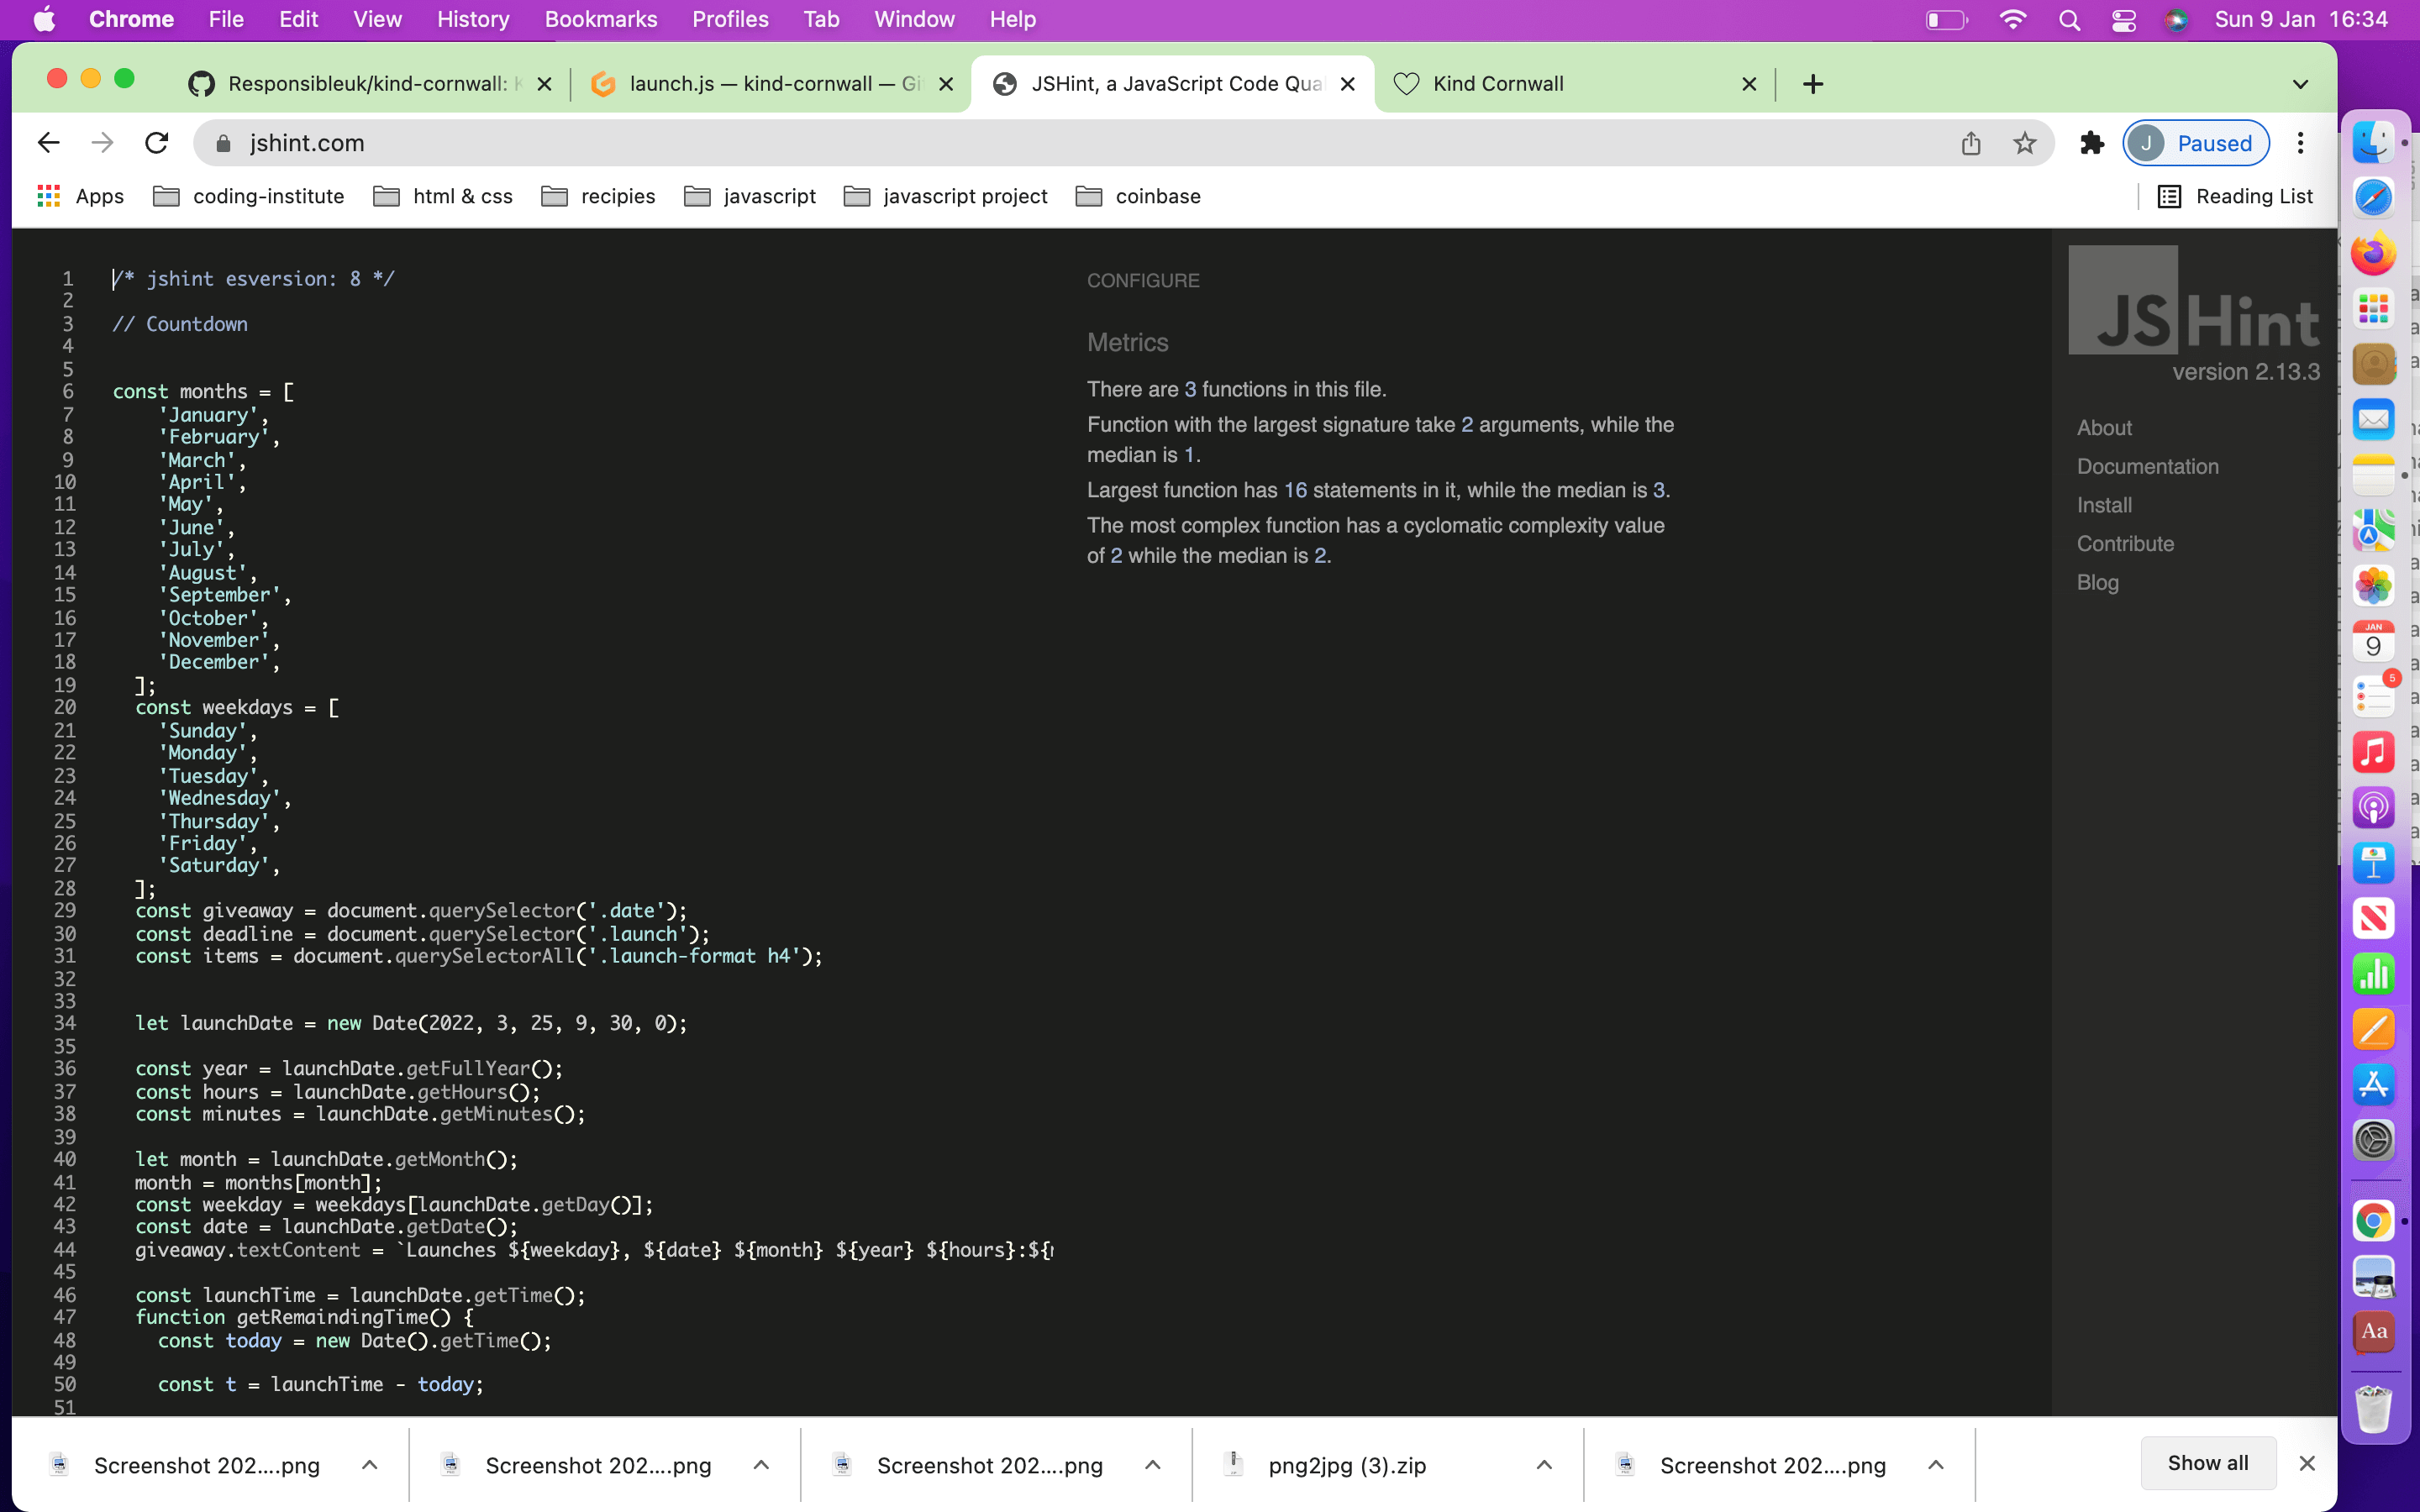 Chrome File Edit View History Bookmarks Profiles Tab Window Help Sun 9 Jan 16:34
Responsibleuk/kind-cornwall: launch.js — kind-cornwall — Gi JSHint, a JavaScript Code Qua Kind Cornwall
jshint.com J Paused
Apps coding-institute html & css recipies javascript javascript project coinbase Reading List
1 /* jshint esversion: 8 */
2
3 // Countdown
4
5
6 const months = [
7 'January',
8 'February',
9 'March',
10 'April',
11 'May',
12 'June',
13 'July',
14 'August',
15 'September',
16 'October',
17 'November',
18 'December',
19 ];
20 const weekdays = [
21 'Sunday',
22 'Monday',
23 'Tuesday',
24 'Wednesday',
25 'Thursday',
26 'Friday',
27 'Saturday',
28 ];
29 const giveaway = document.querySelector('.date');
30 const deadline = document.querySelector('.launch');
31 const items = document.querySelectorAll('.launch-format h4');
32
33
34 let launchDate = new Date(2022, 3, 25, 9, 30, 0);
35
36 const year = launchDate.getFullYear();
37 const hours = launchDate.getHours();
38 const minutes = launchDate.getMinutes();
39
40 let month = launchDate.getMonth();
41 month = months[month];
42 const weekday = weekdays[launchDate.getDay()];
43 const date = launchDate.getDate();
44 giveaway.textContent = `Launches ${weekday}, ${date} ${month} ${year} ${hours}:${
45
46 const launchTime = launchDate.getTime();
47 function getRemaindingTime() {
48 const today = new Date().getTime();
49
50 const t = launchTime - today;
51
CONFIGURE
Metrics
There are 3 functions in this file.
Function with the largest signature take 2 arguments, while the
median is 1.
Largest function has 16 statements in it, while the median is 3.
The most complex function has a cyclomatic complexity value
of 2 while the median is 2.
JSHint
version 2.13.3
About
Documentation
Install
Contribute
Blog
JAN
9
5
Aa
Screenshot 202....png Screenshot 202....png Screenshot 202....png png2jpg (3).zip Screenshot 202....png Show all